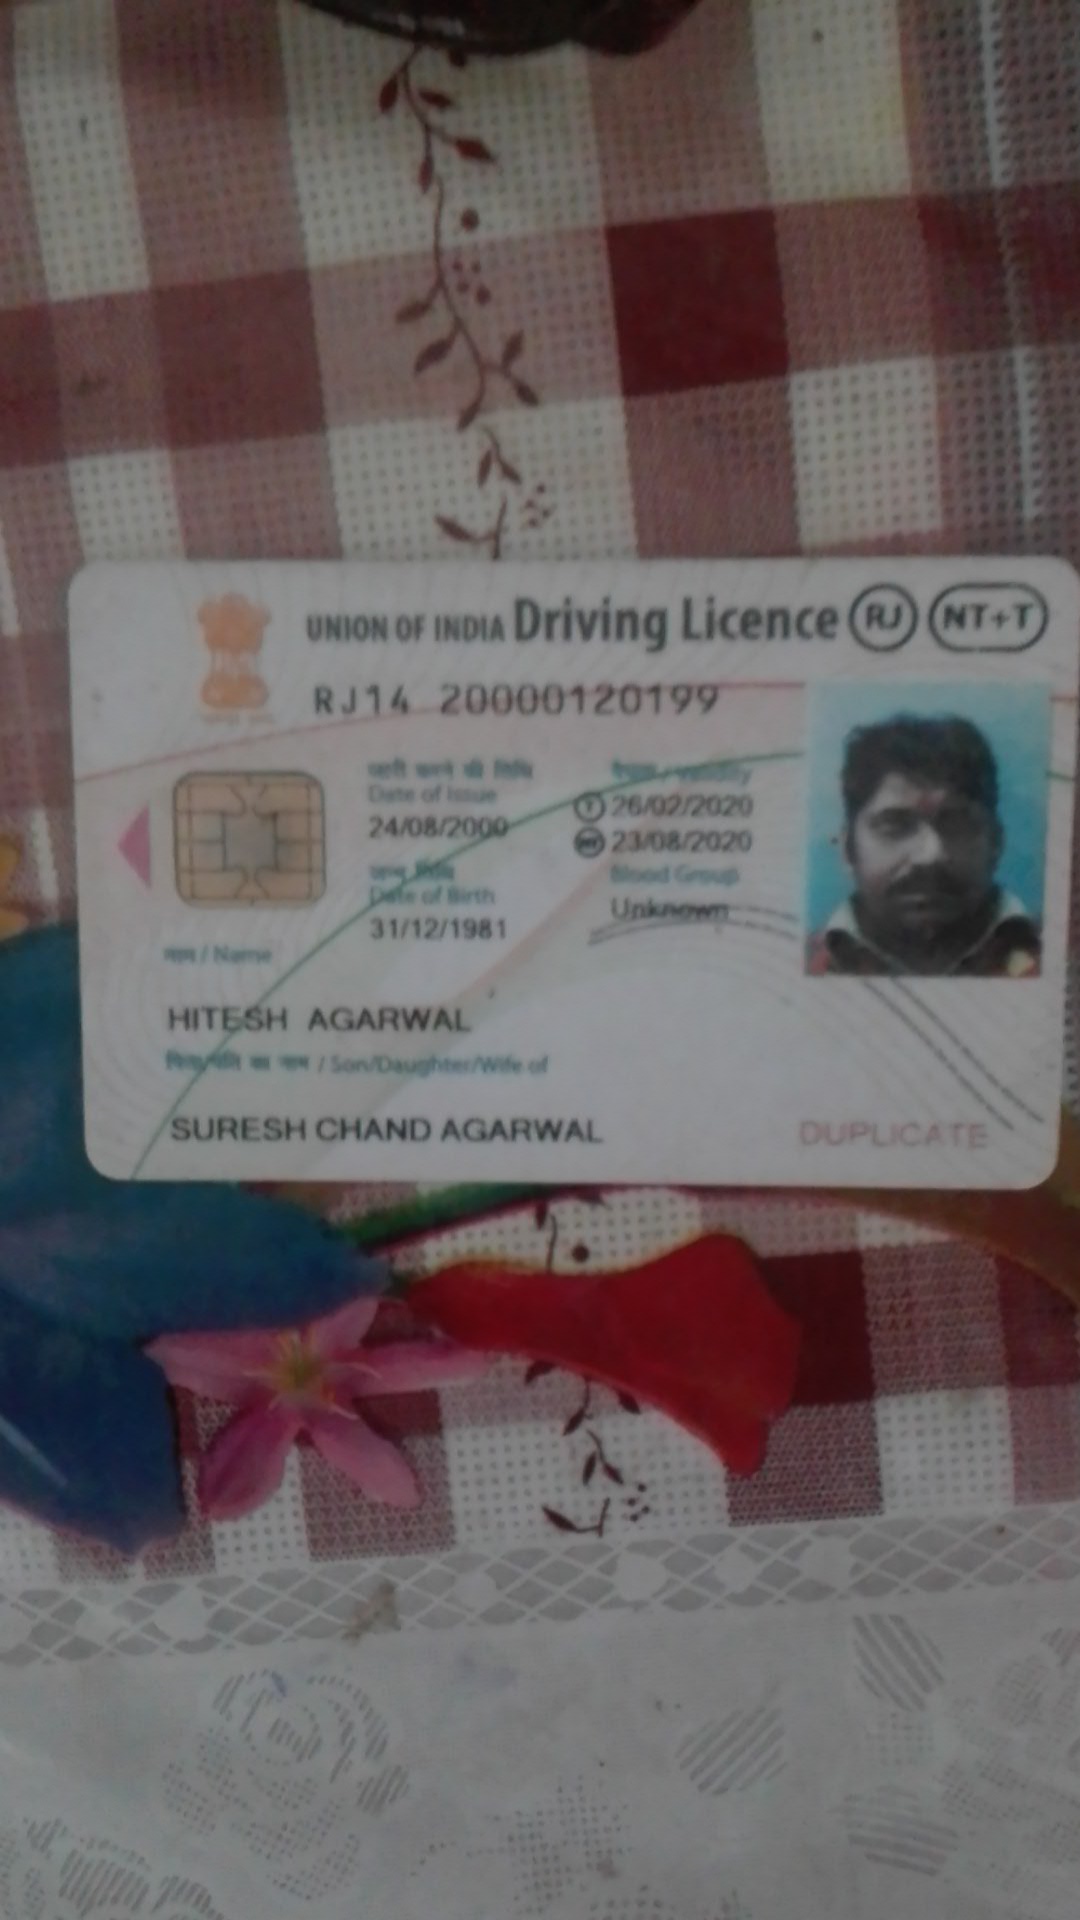 UNION OF INDIA Driving Licence RJ NT+T
RJ14 20000120199
जारी करने की तिथि
Date of Issue
24/08/2000
वैधता / Validity
T 26/02/2020
NT 23/08/2020
जन्म तिथि
Date of Birth
31/12/1981
Blood Group
Unknown
नाम / Name
HITESH AGARWAL
पिता/पति का नाम / Son/Daughter/Wife of
SURESH CHAND AGARWAL
DUPLICATE